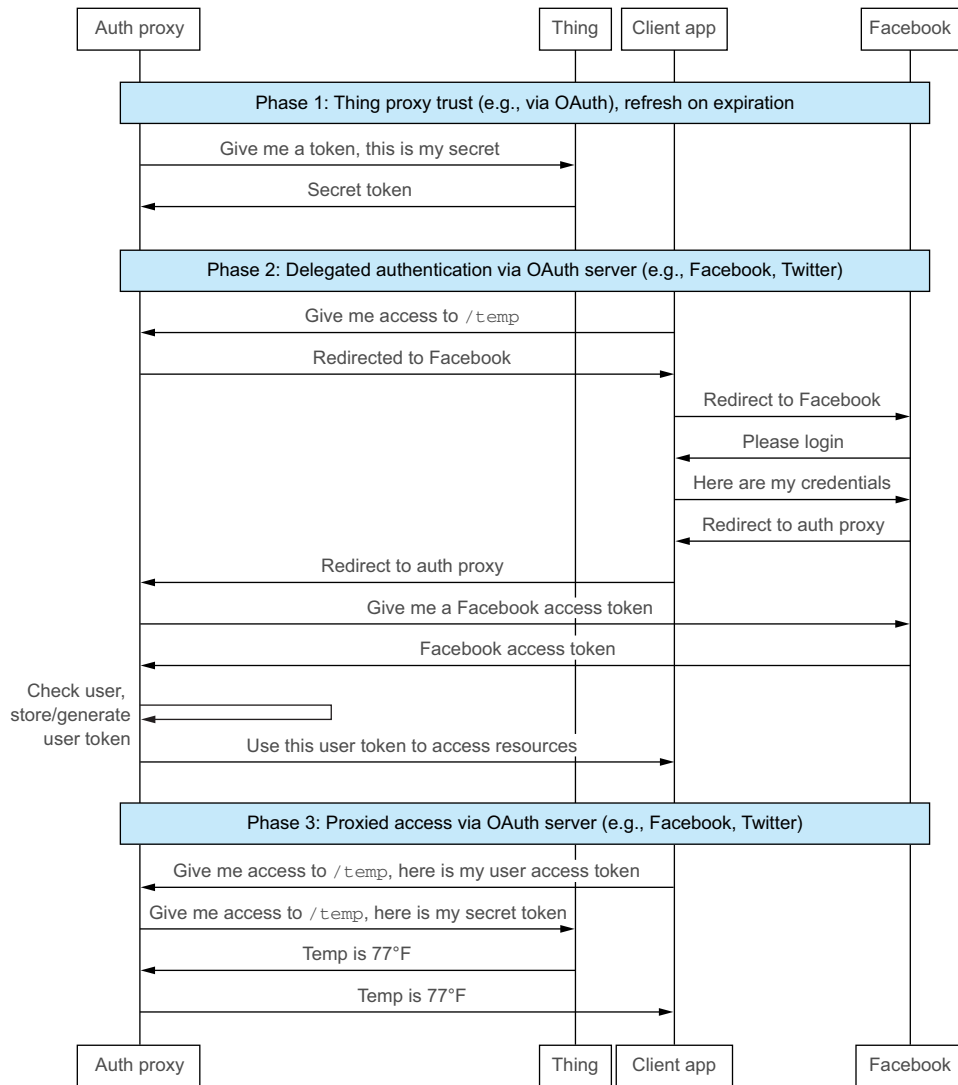 Auth proxy
Thing
Client app
Facebook
Phase 1: Thing proxy trust (e.g., via OAuth), refresh on expiration
Give me a token, this is my secret
Secret token
Phase 2: Delegated authentication via OAuth server (e.g., Facebook, Twitter)
Give me access to /temp
Redirected to Facebook
Redirect to Facebook
Please login
Here are my credentials
Redirect to auth proxy
Redirect to auth proxy
Give me a Facebook access token
Facebook access token
Check user,
store/generate
user token
Use this user token to access resources
Phase 3: Proxied access via OAuth server (e.g., Facebook, Twitter)
Give me access to /temp, here is my user access token
Give me access to /temp, here is my secret token
Temp is 77°F
Temp is 77°F
Auth proxy
Thing
Client app
Facebook